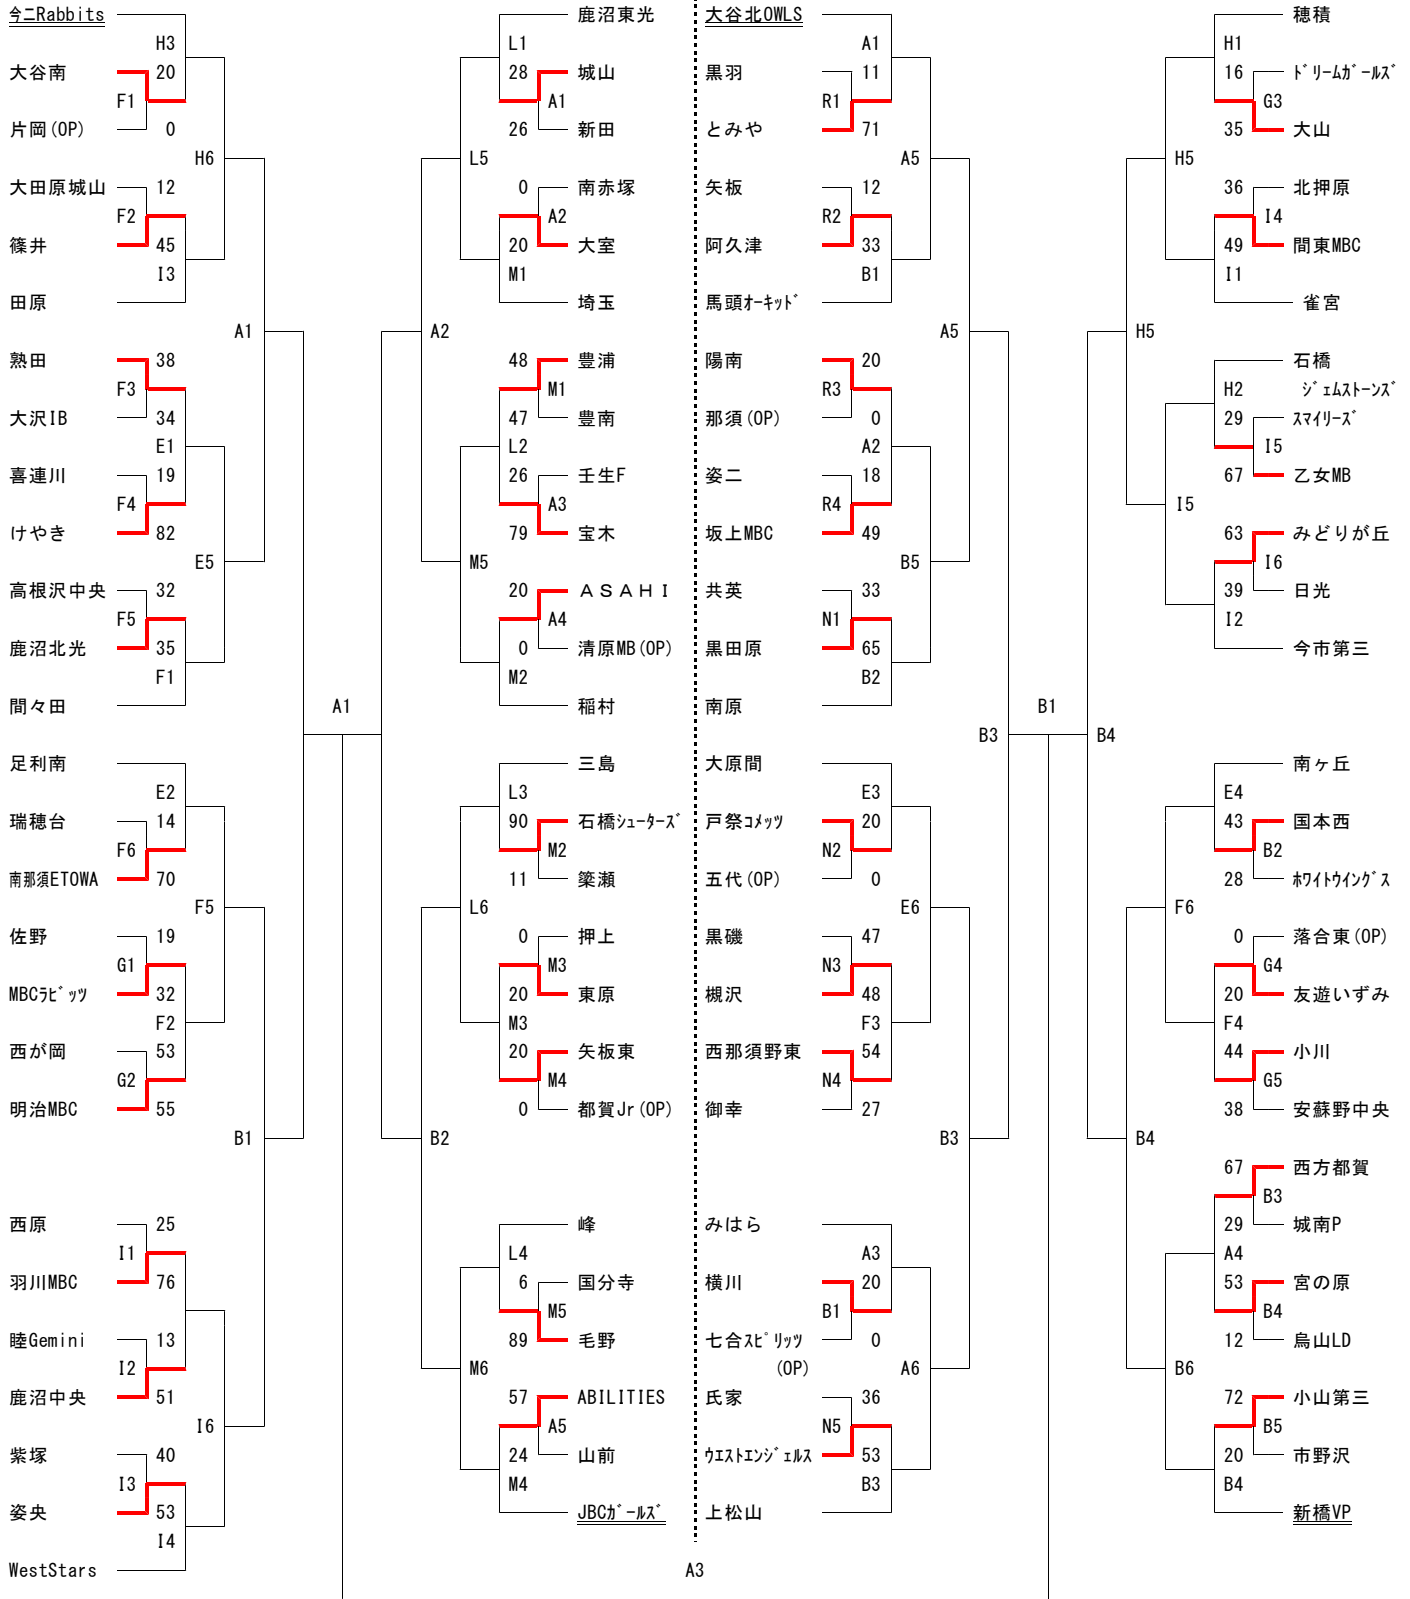 今二Rabbits
H3
大谷南 20
F1
片岡(OP) 0
H6
大田原城山 12
F2
篠井 45
I3
田原
A1
熟田 38
F3
大沢IB 34
E1
喜連川 19
F4
けやき 82
E5
高根沢中央 32
F5
鹿沼北光 35
F1
間々田
A1
足利南
E2
瑞穂台 14
F6
南那須ETOWA 70
F5
佐野 19
G1
MBCﾗﾋﾞｯﾂ 32
F2
西が岡 53
G2
明治MBC 55
B1
西原 25
I1
羽川MBC 76
睦Gemini 13
I2
鹿沼中央 51
I6
紫塚 40
I3
姿央 53
I4
WestStars
鹿沼東光
L1
28 城山
A1
26 新田
L5
0 南赤塚
A2
20 大室
M1
埼玉
A2
48 豊浦
M1
47 豊南
L2
26 壬生F
A3
79 宝木
M5
20 ＡＳＡＨＩ
A4
0 清原MB(OP)
M2
稲村
三島
L3
90 石橋ｼｭｰﾀｰｽﾞ
M2
11 簗瀬
L6
0 押上
M3
20 東原
M3
20 矢板東
M4
0 都賀Jr(OP)
B2
峰
L4
6 国分寺
M5
89 毛野
M6
57 ABILITIES
A5
24 山前
M4
JBCｶﾞｰﾙｽﾞ
大谷北OWLS
A1
黒羽 11
R1
とみや 71
A5
矢板 12
R2
阿久津 33
B1
馬頭ｵｰｷｯﾄﾞ
A5
陽南 20
R3
那須(OP) 0
A2
姿二 18
R4
坂上MBC 49
B5
共英 33
N1
黒田原 65
B2
南原
B3
B1
大原間
E3
戸祭ｺﾒｯﾂ 20
N2
五代(OP) 0
E6
黒磯 47
N3
槻沢 48
F3
西那須野東 54
N4
御幸 27
B3
みはら
A3
横川 20
B1
七合ｽﾋﾟﾘｯﾂ 0
(OP)
A6
氏家 36
N5
ｳｴｽﾄｴﾝｼﾞｪﾙｽ 53
B3
上松山
穂積
H1
16 ﾄﾞﾘｰﾑｶﾞｰﾙｽﾞ
G3
35 大山
H5
36 北押原
I4
49 間東MBC
I1
雀宮
H5
石橋
H2 ｼﾞｪﾑｽﾄｰﾝｽﾞ
29 ｽﾏｲﾘｰｽﾞ
I5
67 乙女MB
I5
63 みどりが丘
I6
39 日光
I2
今市第三
B4
南ヶ丘
E4
43 国本西
B2
28 ﾎﾜｲﾄｳｲﾝｸﾞｽ
F6
0 落合東(OP)
G4
20 友遊いずみ
F4
44 小川
G5
38 安蘇野中央
B4
67 西方都賀
B3
29 城南P
A4
53 宮の原
B4
12 烏山LD
B6
72 小山第三
B5
20 市野沢
B4
新橋VP
A3